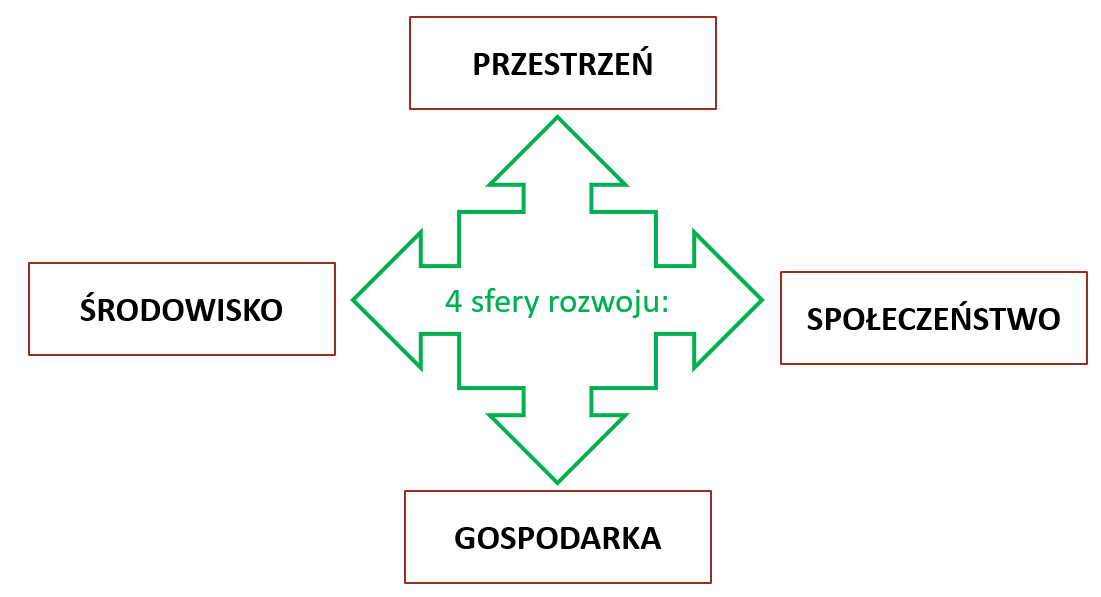 PRZESTRZEŃ
ŚRODOWISKO
4 sfery rozwoju:
SPOŁECZEŃSTWO
GOSPODARKA